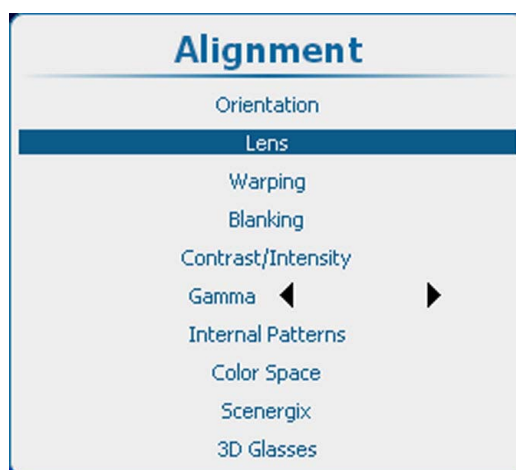 Alignment
Orientation
Lens
Warping
Blanking
Contrast/Intensity
Gamma
Internal Patterns
Color Space
Scenergix
3D Glasses